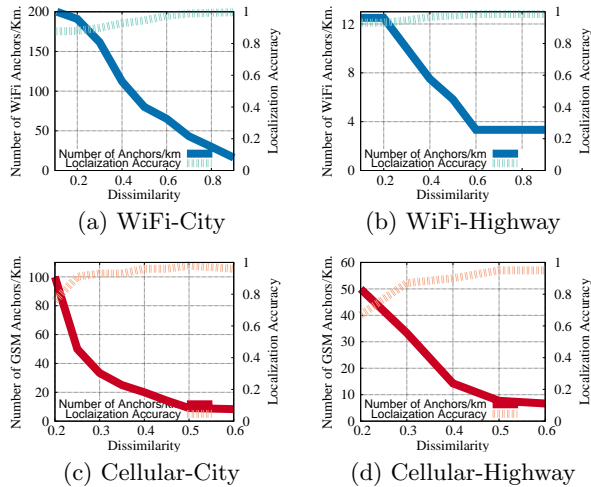 Number of WiFi Anchors/Km.
200
150
100
50
0
1
0.8
0.6
0.4
0.2
0
Localization Accuracy
Number of Anchors/km
Loclaization Accuracy
0.2 0.4 0.6 0.8
Dissimilarity
(a) WiFi-City
Number of WiFi Anchors/Km.
12
8
4
0
1
0.8
0.6
0.4
0.2
0
Localization Accuracy
Number of Anchors/km
Loclaization Accuracy
0.2 0.4 0.6 0.8
Dissimilarity
(b) WiFi-Highway
Number of GSM Anchors/Km.
100
80
60
40
20
0
1
0.8
0.6
0.4
0.2
0
Localization Accuracy
Number of Anchors/km
Loclaization Accuracy
0.2 0.3 0.4 0.5 0.6
Dissimilarity
(c) Cellular-City
Number of GSM Anchors/Km.
60
50
40
30
20
10
0
1
0.8
0.6
0.4
0.2
0
Localization Accuracy
Number of Anchors/km
Loclaization Accuracy
0.2 0.3 0.4 0.5 0.6
Dissimilarity
(d) Cellular-Highway